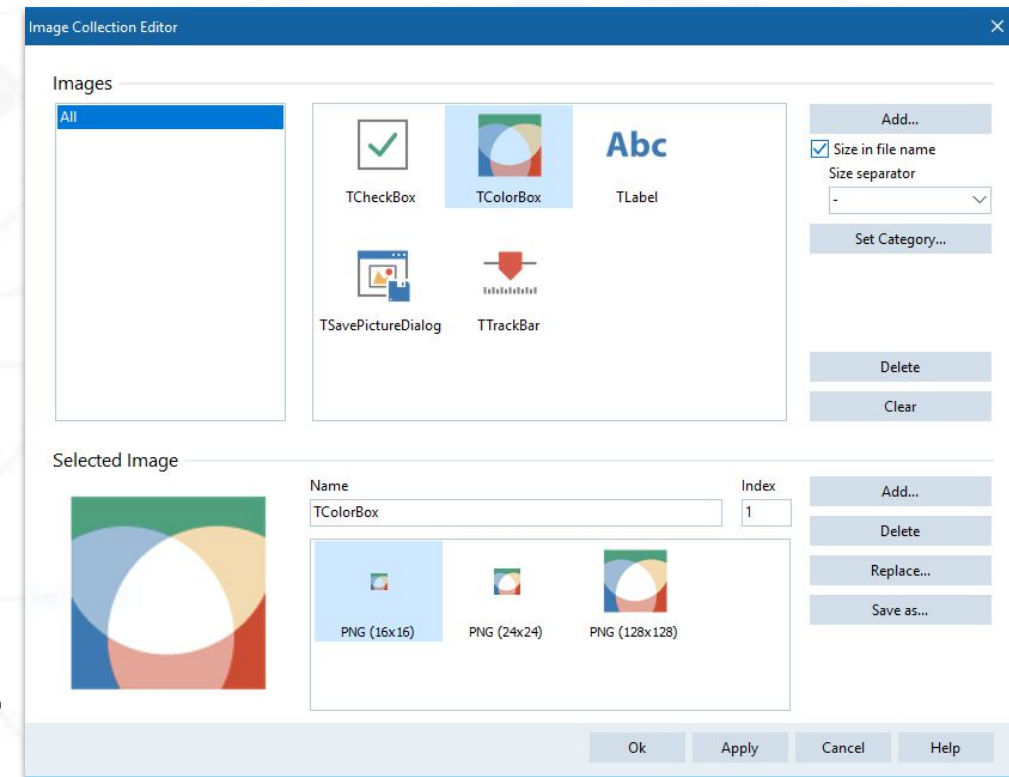 Image Collection Editor
Images
All
TCheckBox
TColorBox
Abc
TLabel
TSavePictureDialog
TTrackBar
Add...
Size in file name
Size separator
-
Set Category...
Delete
Clear
Selected Image
Name
Index
TColorBox
1
PNG (16x16)
PNG (24x24)
PNG (128x128)
Add...
Delete
Replace...
Save as...
Ok
Apply
Cancel
Help